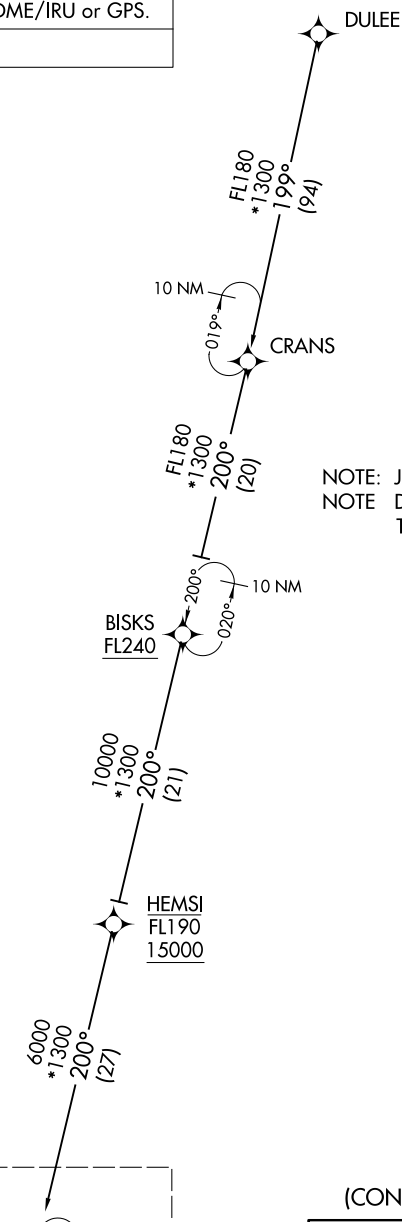 OME/IRU or GPS.
DULEE
FL180
*1300
199°
(94)
10 NM
019°
CRANS
FL180
*1300
200°
(20)
NOTE: J
NOTE D
T
200°
10 NM
020°
BISKS
FL240
10000
*1300
200°
(21)
HEMSI
FL190
15000
6000
*1300
200°
(27)
(CON